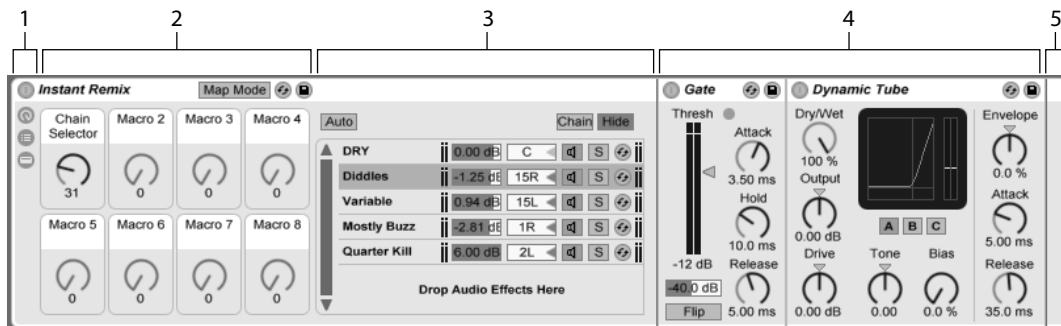 1 2 3 4 5
Instant Remix Map Mode Gate Dynamic Tube
Chain Selector Macro 2 Macro 3 Macro 4
31 0 0 0
Macro 5 Macro 6 Macro 7 Macro 8
0 0 0 0
Auto Chain Hide
DRY 0.00 dB C S
Diddles -1.25 dB 15R S
Variable 0.94 dB 15L S
Mostly Buzz -2.81 dB 1R S
Quarter Kill 6.00 dB 2L S
Drop Audio Effects Here
Thresh
-12 dB
-40.0 dB
Flip
Attack
3.50 ms
Hold
10.0 ms
Release
5.00 ms
Dry/Wet
100 %
Output
0.00 dB
Drive
0.00 dB
A B C
Tone
0.00
Bias
0.0 %
Envelope
0.0 %
Attack
5.00 ms
Release
35.0 ms